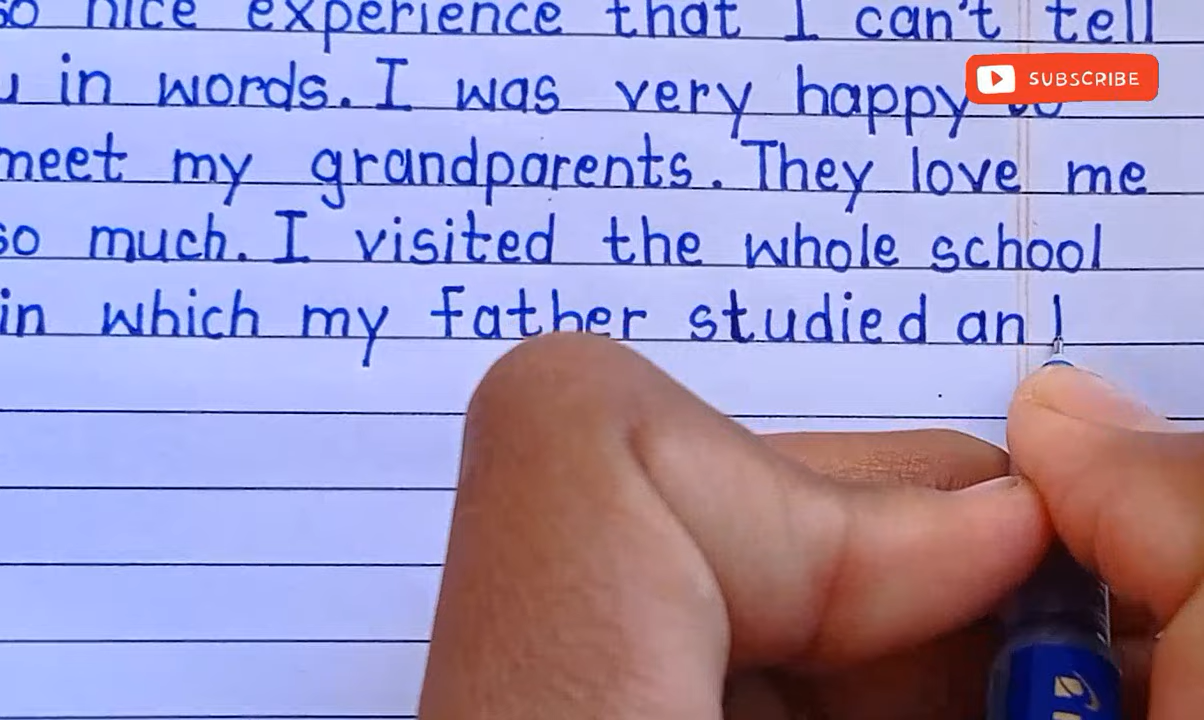 so nice experience that I can't tell
u in words. I was very happy to
SUBSCRIBE
meet my grandparents. They love me
so much. I visited the whole school
in which my father studied an